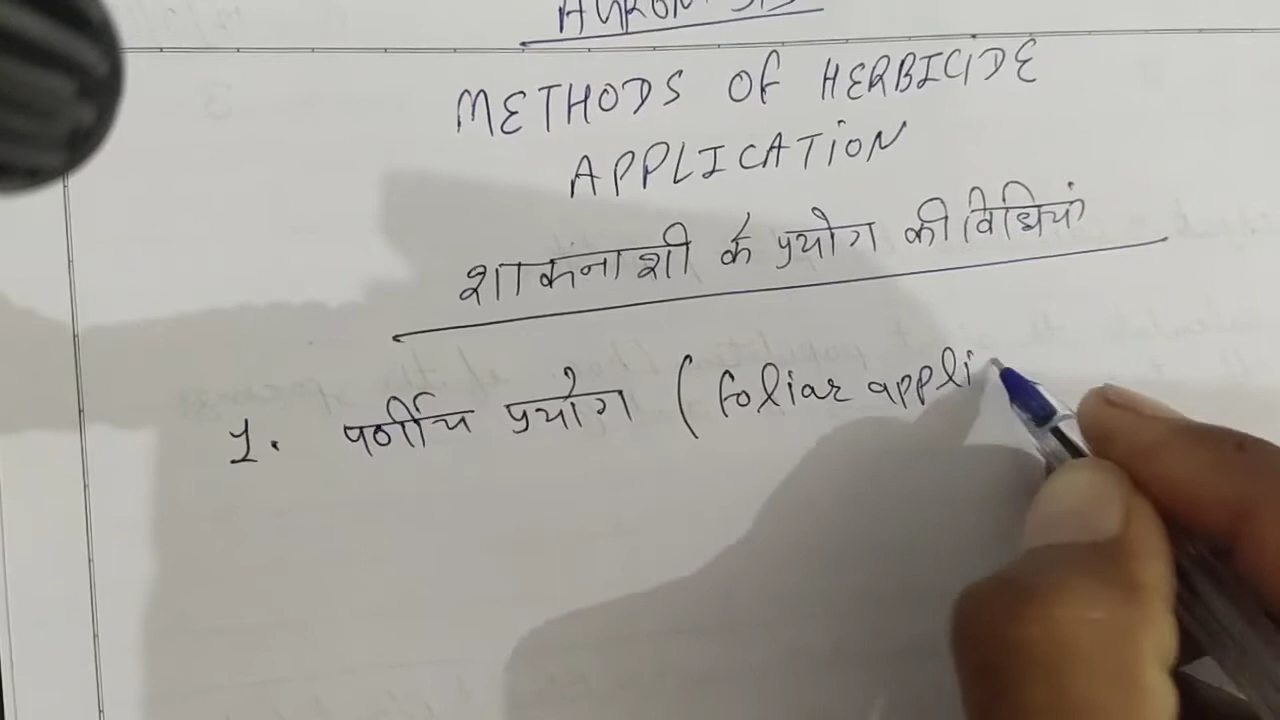 METHODS OF HERBICIDE
APPLICATION
शाकनाशी के प्रयोग की विधियां
1. पर्णीय प्रयोग (foliar appli